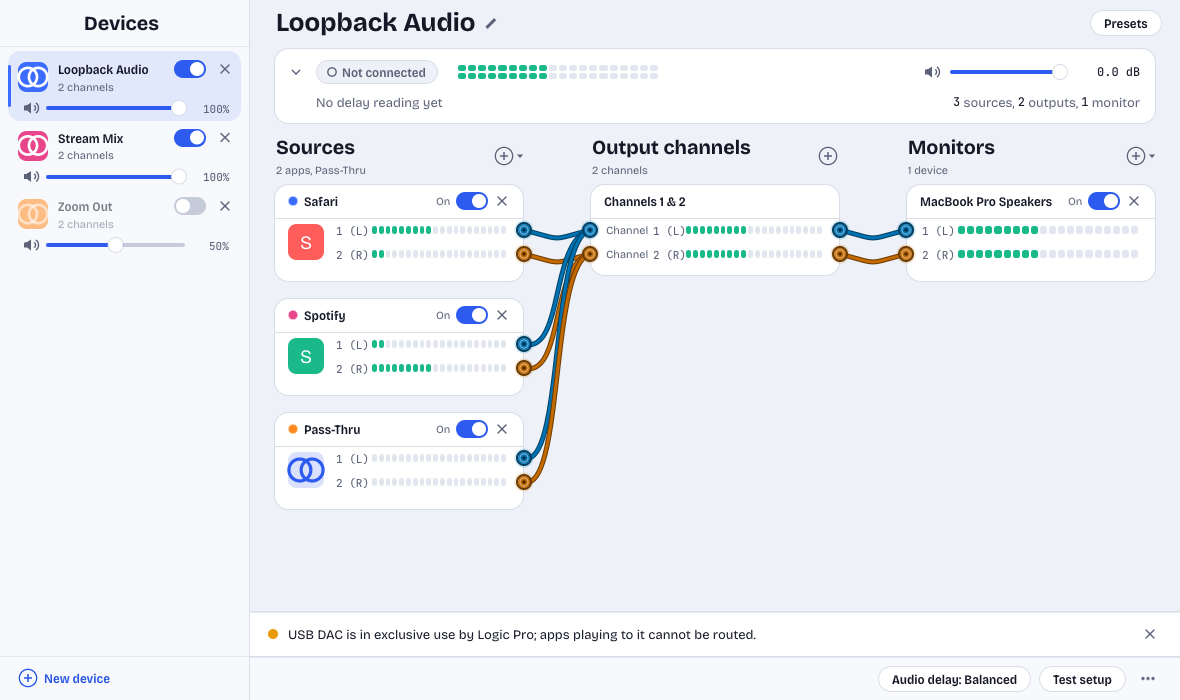 Devices
Loopback Audio
2 channels
100%
Stream Mix
2 channels
100%
Zoom Out
2 channels
50%
New device
Loopback Audio
Presets
Not connected
0.0 dB
No delay reading yet
3 sources, 2 outputs, 1 monitor
Sources
2 apps, Pass-Thru
Safari
On
S
1 (L)
2 (R)
Spotify
On
S
1 (L)
2 (R)
Pass-Thru
On
1 (L)
2 (R)
Output channels
2 channels
Channels 1 & 2
Channel 1 (L)
Channel 2 (R)
Monitors
1 device
MacBook Pro Speakers
On
1 (L)
2 (R)
USB DAC is in exclusive use by Logic Pro; apps playing to it cannot be routed.
Audio delay: Balanced
Test setup